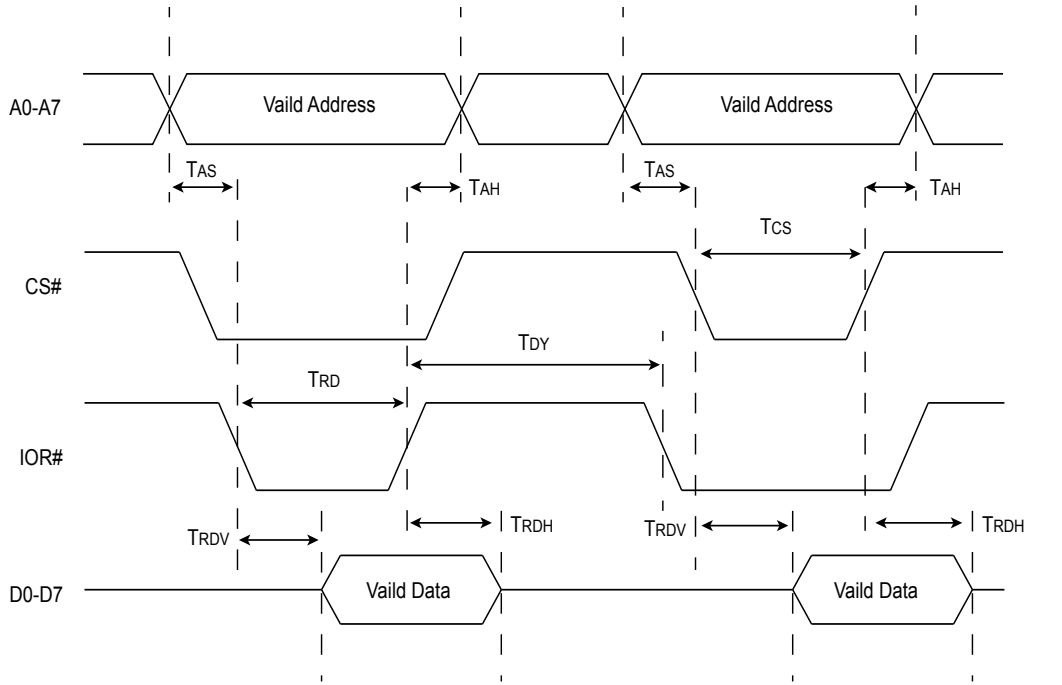 A0-A7
Vaild Address
Vaild Address
TAS
TAH
TAS
TAH
TCS
CS#
TDY
TRD
IOR#
TRDV
TRDH
TRDV
TRDH
D0-D7
Vaild Data
Vaild Data